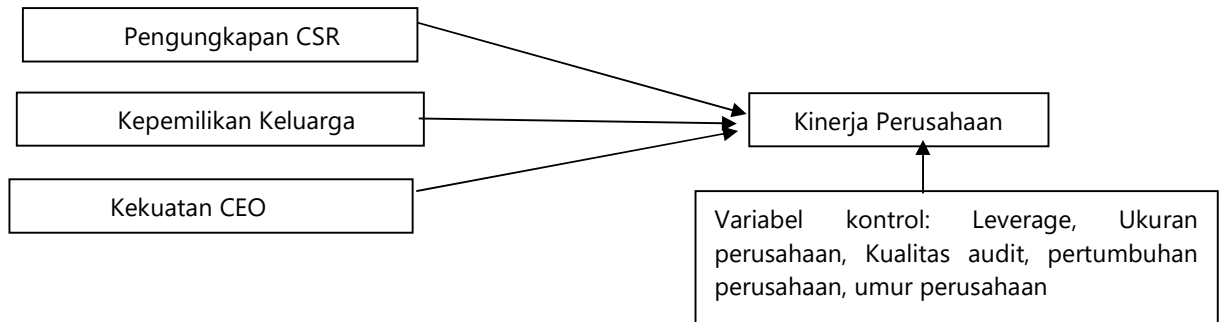 Pengungkapan CSR
Kepemilikan Keluarga
Kinerja Perusahaan
Kekuatan CEO
Variabel kontrol: Leverage, Ukuran
perusahaan, Kualitas audit, pertumbuhan
perusahaan, umur perusahaan